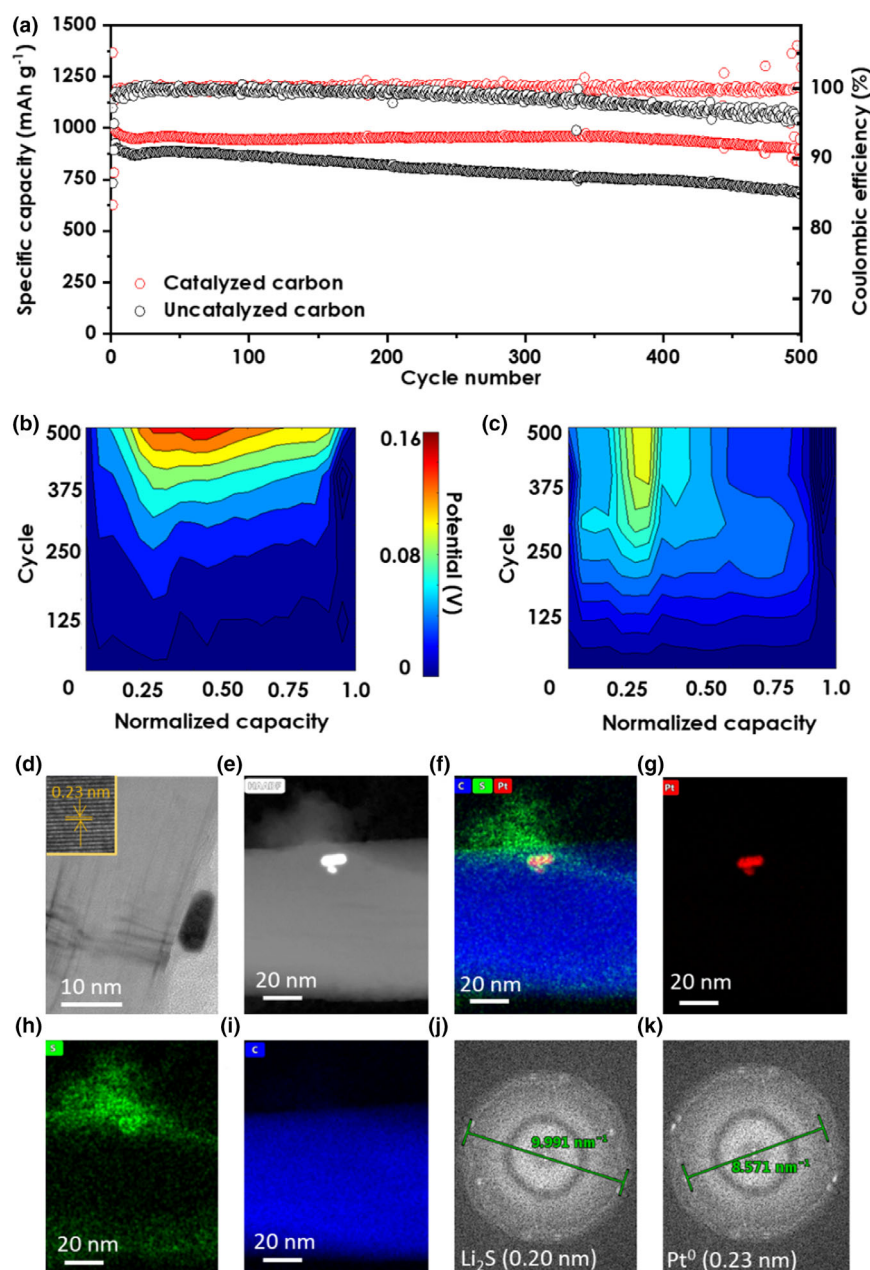 (a)
1500
1250
1000
750
500
250
0
Specific capacity (mAh g⁻¹)
100
90
80
70
Coulombic efficiency (%)
Catalyzed carbon
Uncatalyzed carbon
0 100 200 300 400 500
Cycle number
(b)
500
375
250
125
0
Cycle
0.25 0.50 0.75 1.0
Normalized capacity
0.16
0.08
0
Potential (V)
(c)
500
375
250
125
0
Cycle
0.25 0.50 0.75 1.0
Normalized capacity
(d)
0.23 nm
10 nm
(e)
HAADF
20 nm
(f)
C S Pt
20 nm
(g)
Pt
20 nm
(h)
S
20 nm
(i)
C
20 nm
(j)
9.991 nm⁻¹
Li₂S (0.20 nm)
(k)
8.571 nm⁻¹
Pt⁰ (0.23 nm)